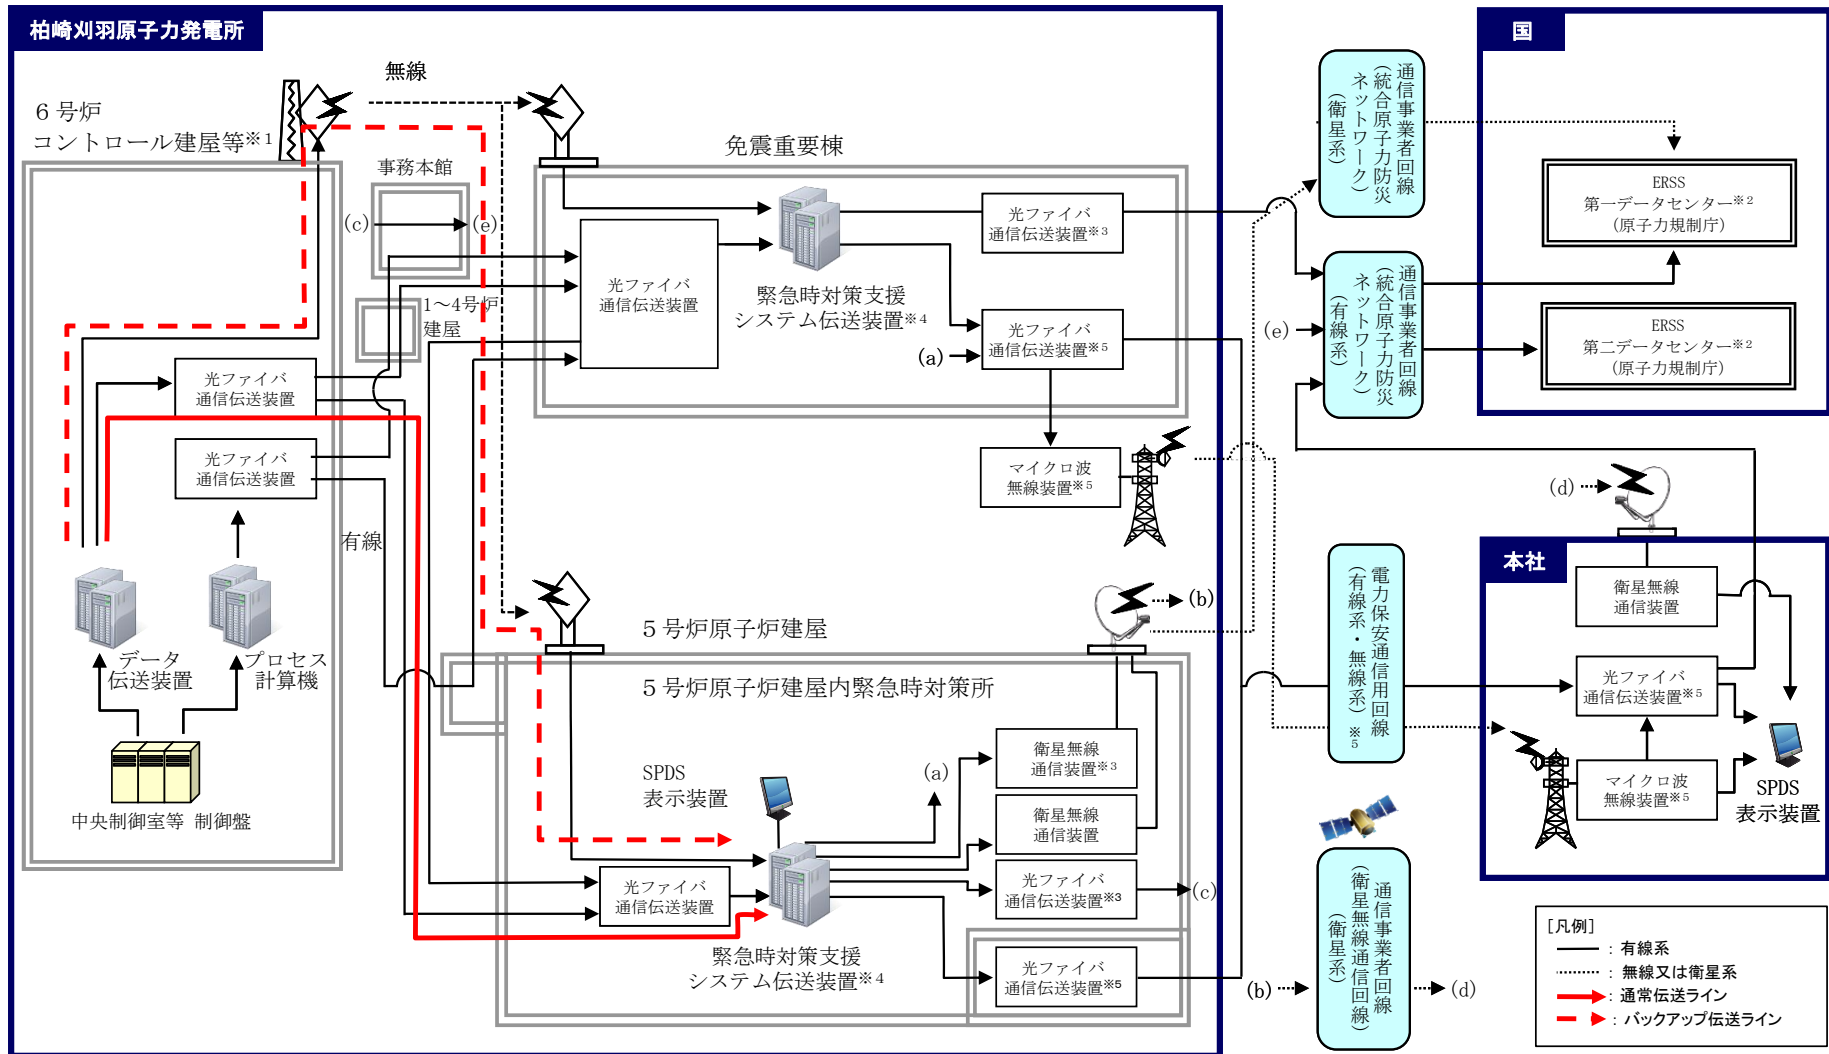 柏崎刈羽原子力発電所
無線
6号炉
コントロール建屋等※1
事務本館
(c)
(e)
1～4号炉
建屋
光ファイバ
通信伝送装置
光ファイバ
通信伝送装置
有線
データ
伝送装置
プロセス
計算機
中央制御室等 制御盤
免震重要棟
光ファイバ
通信伝送装置
緊急時対策支援
システム伝送装置※4
光ファイバ
通信伝送装置※3
光ファイバ
通信伝送装置※5
(a)
マイクロ波
無線装置※5
5号炉原子炉建屋
5号炉原子炉建屋内緊急時対策所
(b)
SPDS
表示装置
(a)
衛星無線
通信装置※3
衛星無線
通信装置
光ファイバ
通信伝送装置※3
(c)
光ファイバ
通信伝送装置
緊急時対策支援
システム伝送装置※4
光ファイバ
通信伝送装置※5
通信事業者回線
(統合原子力防災
ネットワーク)
(衛星系)
(e)
通信事業者回線
(統合原子力防災
ネットワーク)
(有線系)
電力保安通信用回線
(有線系・無線系)※5
(b)
通信事業者回線
(衛星無線通信回線)
(衛星系)
(d)
国
ERSS
第一データセンター※2
(原子力規制庁)
ERSS
第二データセンター※2
(原子力規制庁)
(d)
本社
衛星無線
通信装置
光ファイバ
通信伝送装置※5
マイクロ波
無線装置※5
SPDS
表示装置
[凡例]
：有線系
：無線又は衛星系
：通常伝送ライン
：バックアップ伝送ライン